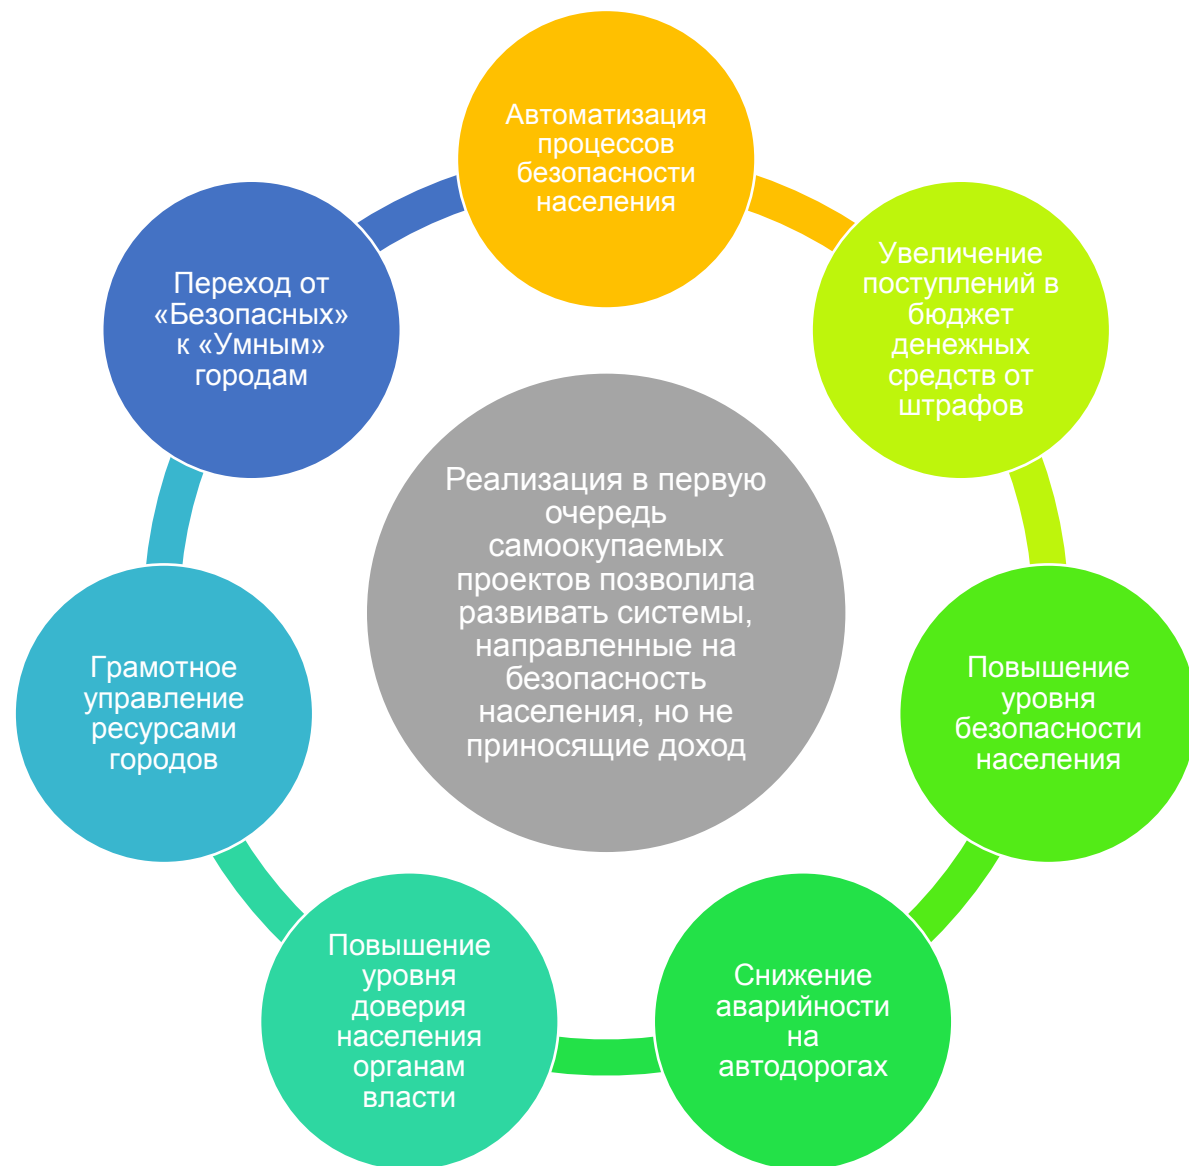 Автоматизация
процессов
безопасности
населения
Увеличение
поступлений в
бюджет
денежных
средств от
штрафов
Повышение
уровня
безопасности
населения
Снижение
аварийности
на
автодорогах
Повышение
уровня
доверия
населения
органам
власти
Грамотное
управление
ресурсами
городов
Переход от
«Безопасных»
к «Умным»
городам
Реализация в первую
очередь
самоокупаемых
проектов позволила
развивать системы,
направленные на
безопасность
населения, но не
приносящие доход